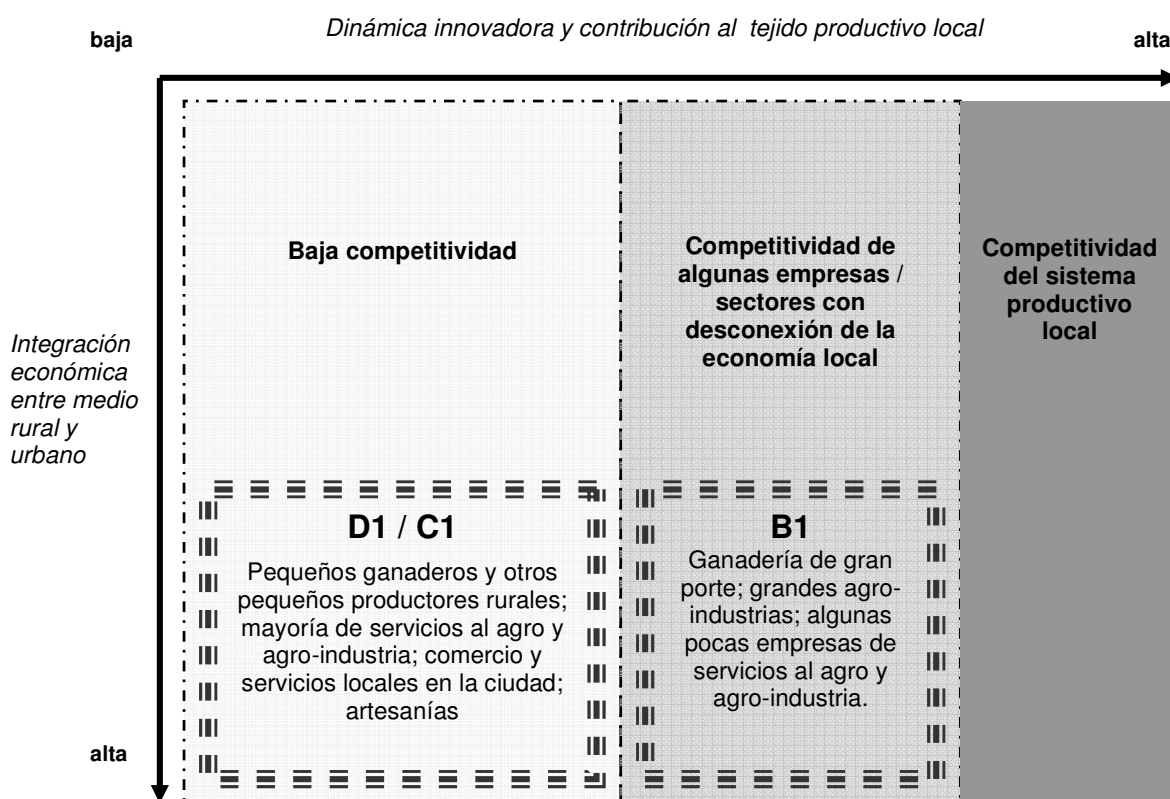 Dinámica innovadora y contribución al tejido productivo local
baja
alta
Baja competitividad
Competitividad de
algunas empresas /
sectores con
desconexión de la
economía local
Competitividad
del sistema
productivo
local
Integración
económica
entre medio
rural y
urbano
D1 / C1
Pequeños ganaderos y otros
pequeños productores rurales;
mayoría de servicios al agro y
agro-industria; comercio y
servicios locales en la ciudad;
artesanías
B1
Ganadería de gran
porte; grandes agro-
industrias; algunas
pocas empresas de
servicios al agro y
agro-industria.
alta